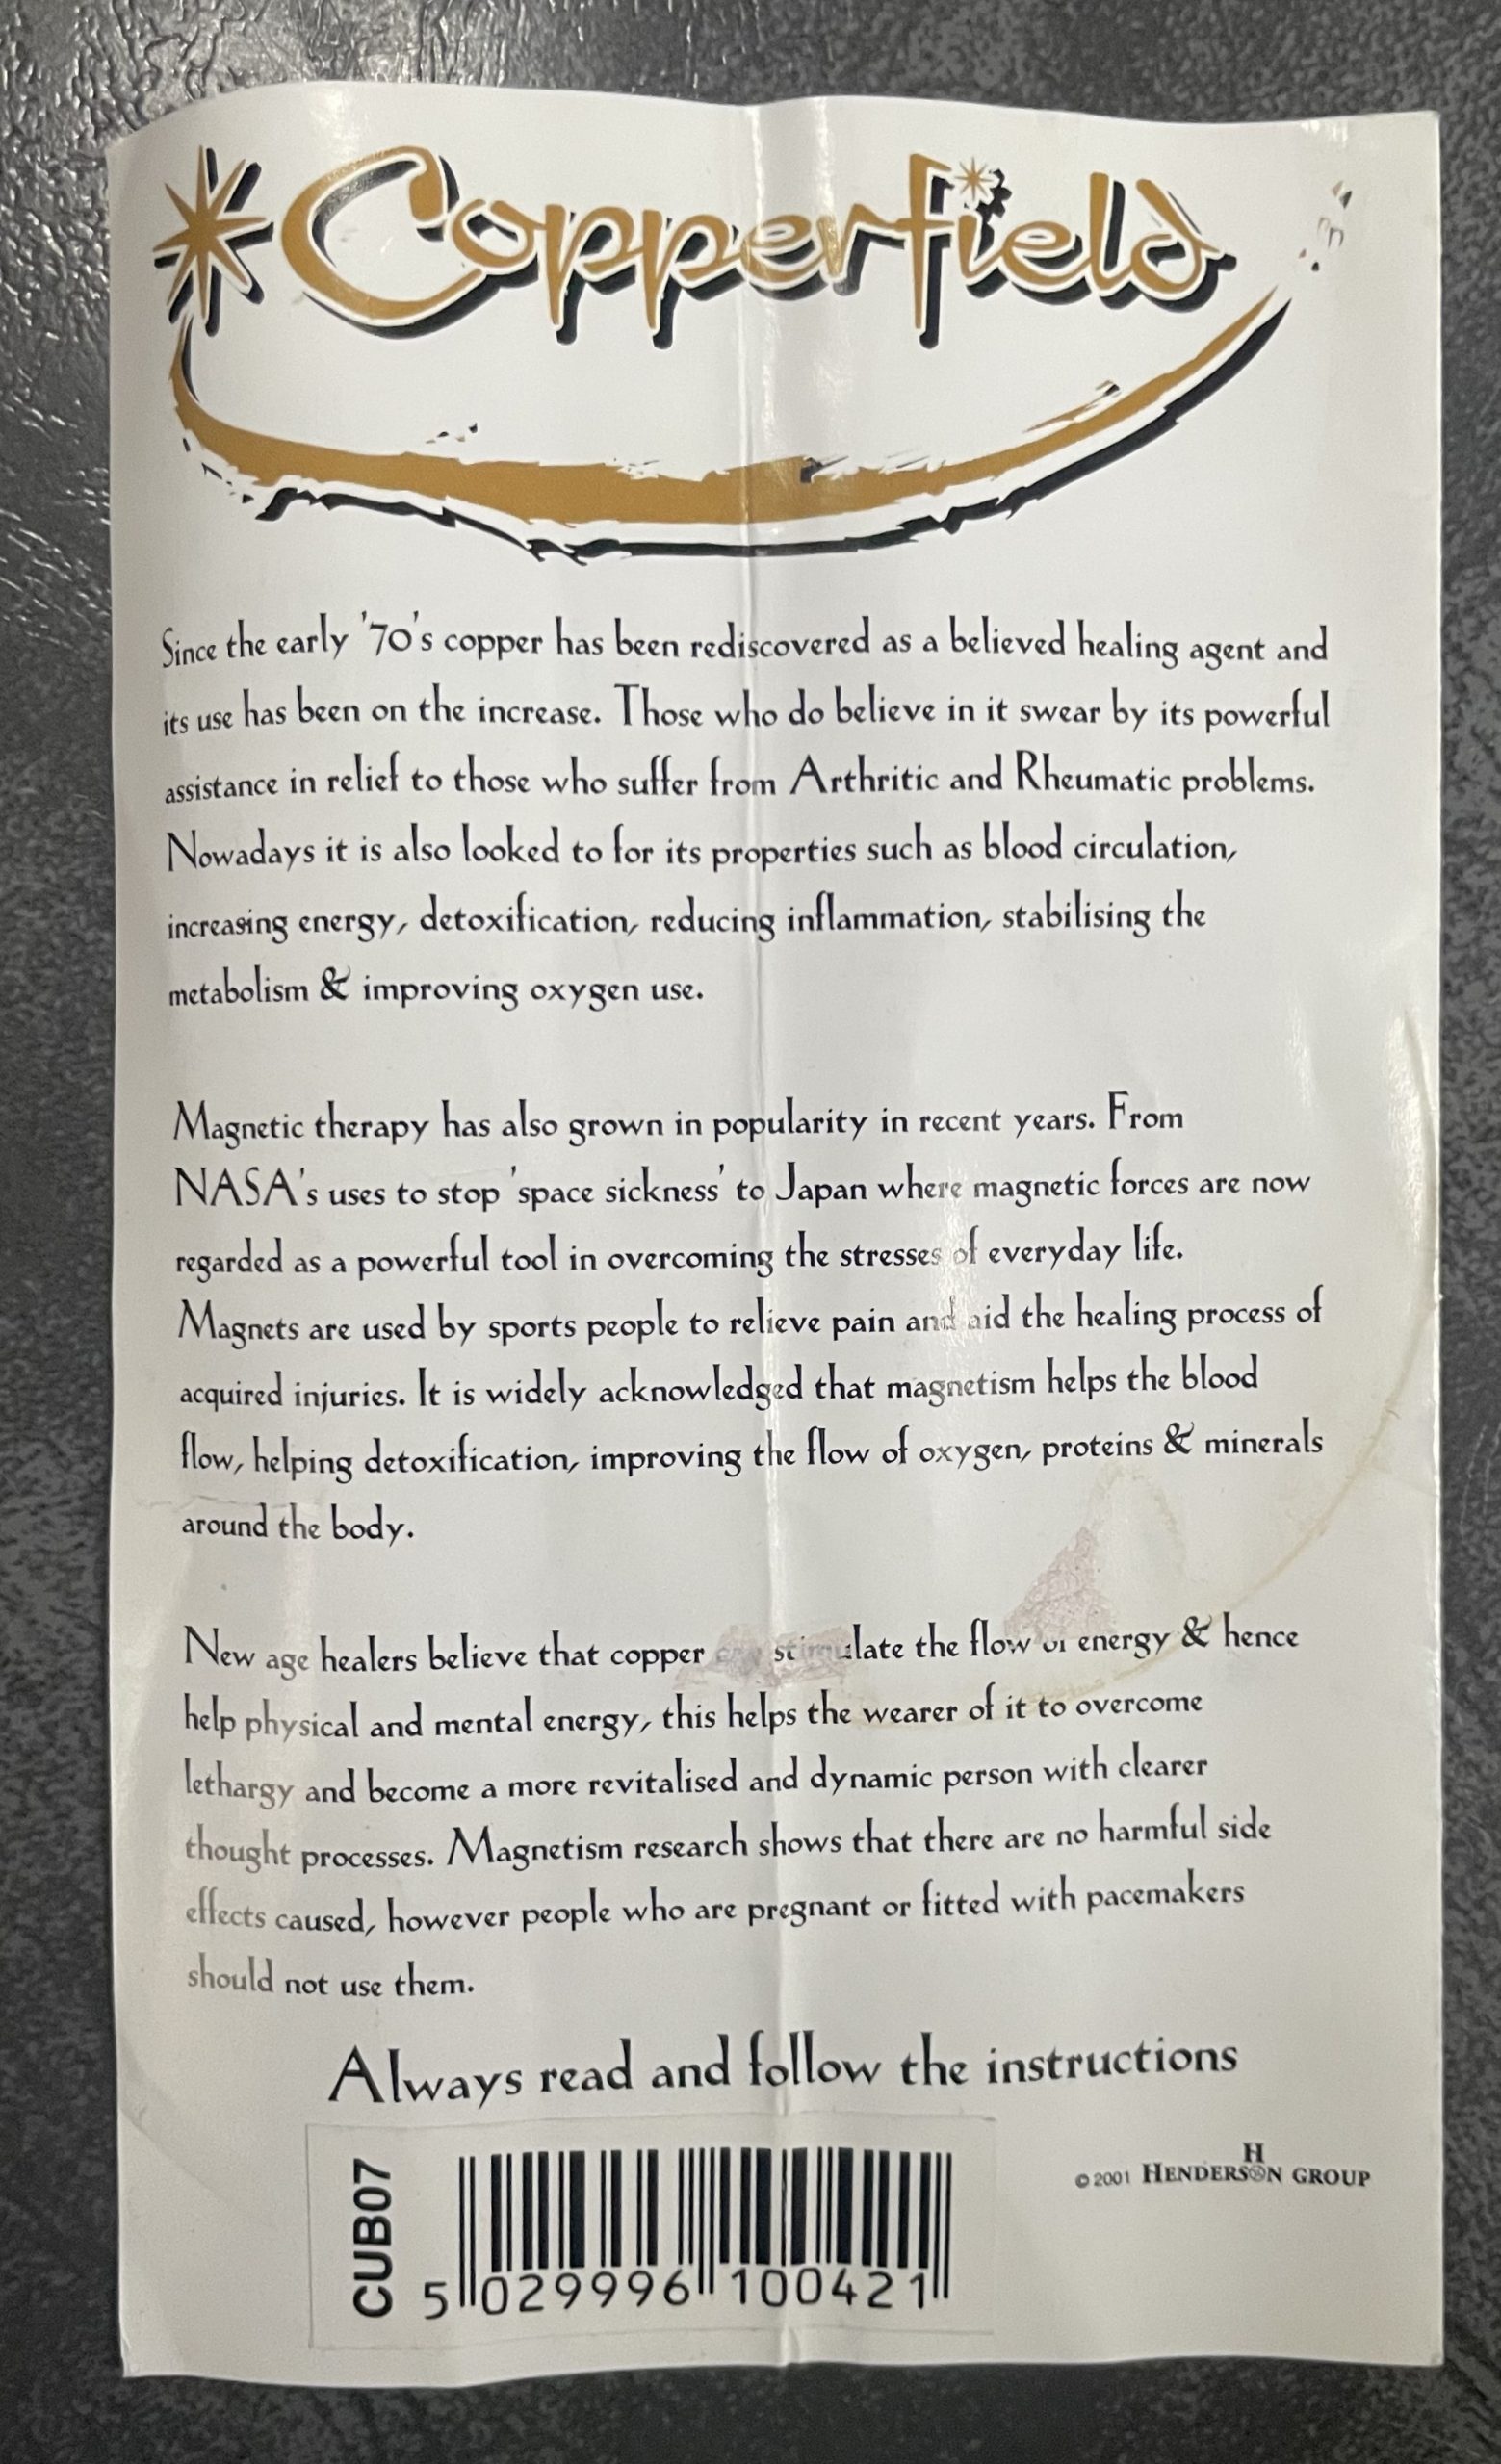 Copperfield
Since the early '70's copper has been rediscovered as a believed healing agent and
its use has been on the increase. Those who do believe in it swear by its powerful
assistance in relief to those who suffer from Arthritic and Rheumatic problems.
Nowadays it is also looked to for its properties such as blood circulation,
increasing energy, detoxification, reducing inflammation, stabilising the
metabolism & improving oxygen use.
Magnetic therapy has also grown in popularity in recent years. From
NASA's uses to stop 'space sickness' to Japan where magnetic forces are now
regarded as a powerful tool in overcoming the stresses of everyday life.
Magnets are used by sports people to relieve pain and aid the healing process of
acquired injuries. It is widely acknowledged that magnetism helps the blood
flow, helping detoxification, improving the flow of oxygen, proteins & minerals
around the body.
New age healers believe that copper can stimulate the flow of energy & hence
help physical and mental energy, this helps the wearer of it to overcome
lethargy and become a more revitalised and dynamic person with clearer
thought processes. Magnetism research shows that there are no harmful side
effects caused, however people who are pregnant or fitted with pacemakers
should not use them.
Always read and follow the instructions
CUB07
5 029996 100421
H
© 2001 HENDERSON GROUP